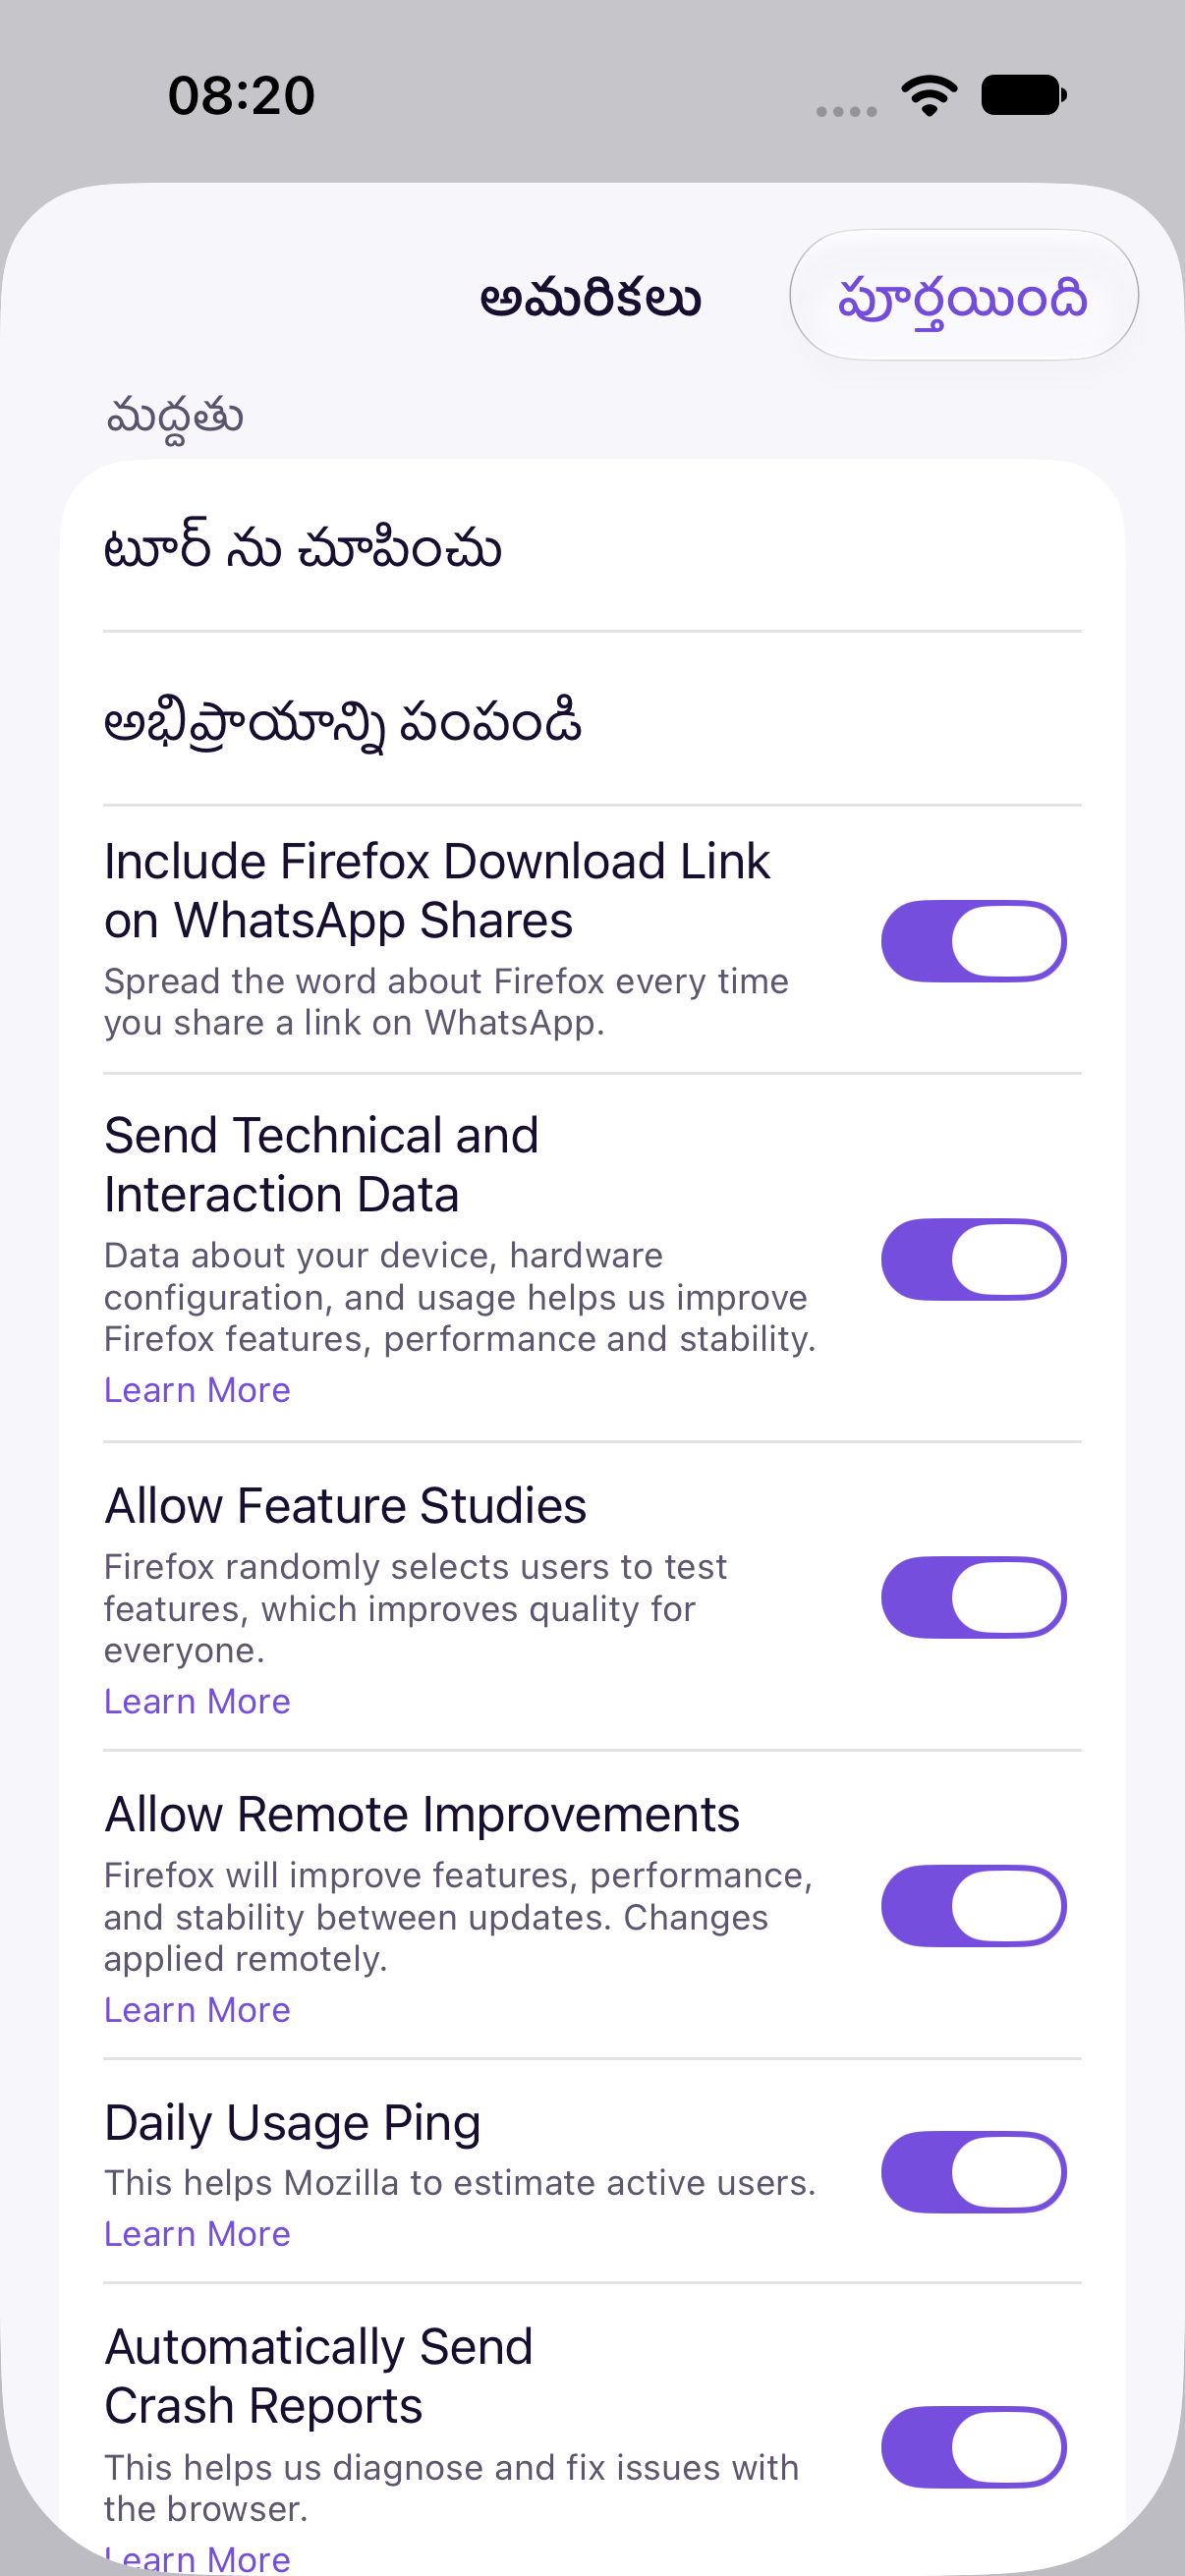 08:20
అమరికలు
పూర్తయింది
మద్దతు
టూర్ ను చూపించు
అభిప్రాయాన్ని పంపండి
Include Firefox Download Link
on WhatsApp Shares
Spread the word about Firefox every time
you share a link on WhatsApp.
Send Technical and
Interaction Data
Data about your device, hardware
configuration, and usage helps us improve
Firefox features, performance and stability.
Learn More
Allow Feature Studies
Firefox randomly selects users to test
features, which improves quality for
everyone.
Learn More
Allow Remote Improvements
Firefox will improve features, performance,
and stability between updates. Changes
applied remotely.
Learn More
Daily Usage Ping
This helps Mozilla to estimate active users.
Learn More
Automatically Send
Crash Reports
This helps us diagnose and fix issues with
the browser.
Learn More